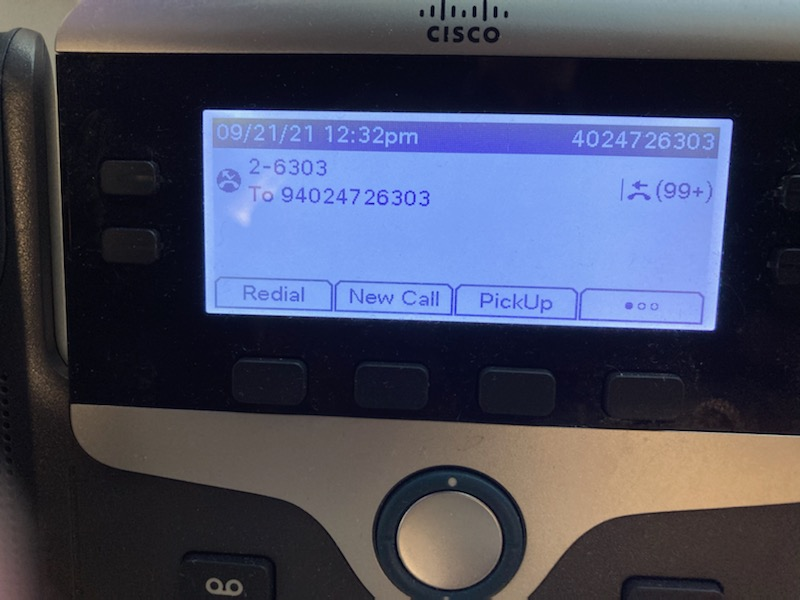 CISCO
09/21/21 12:32pm 4024726303
2-6303
To 94024726303 (99+)
Redial New Call PickUp